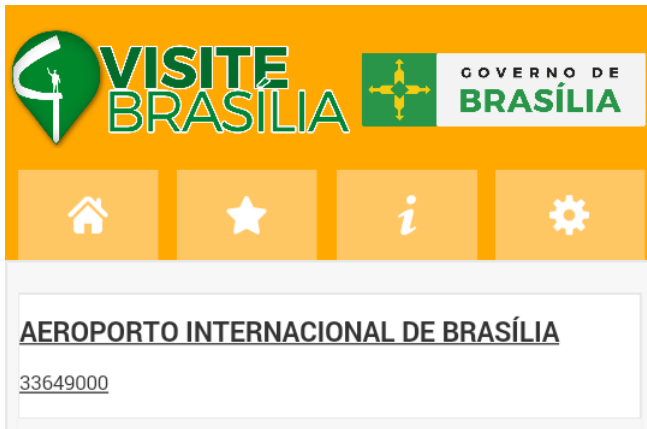 VISITE
BRASÍLIA
GOVERNO DE
BRASÍLIA
AEROPORTO INTERNACIONAL DE BRASÍLIA
33649000